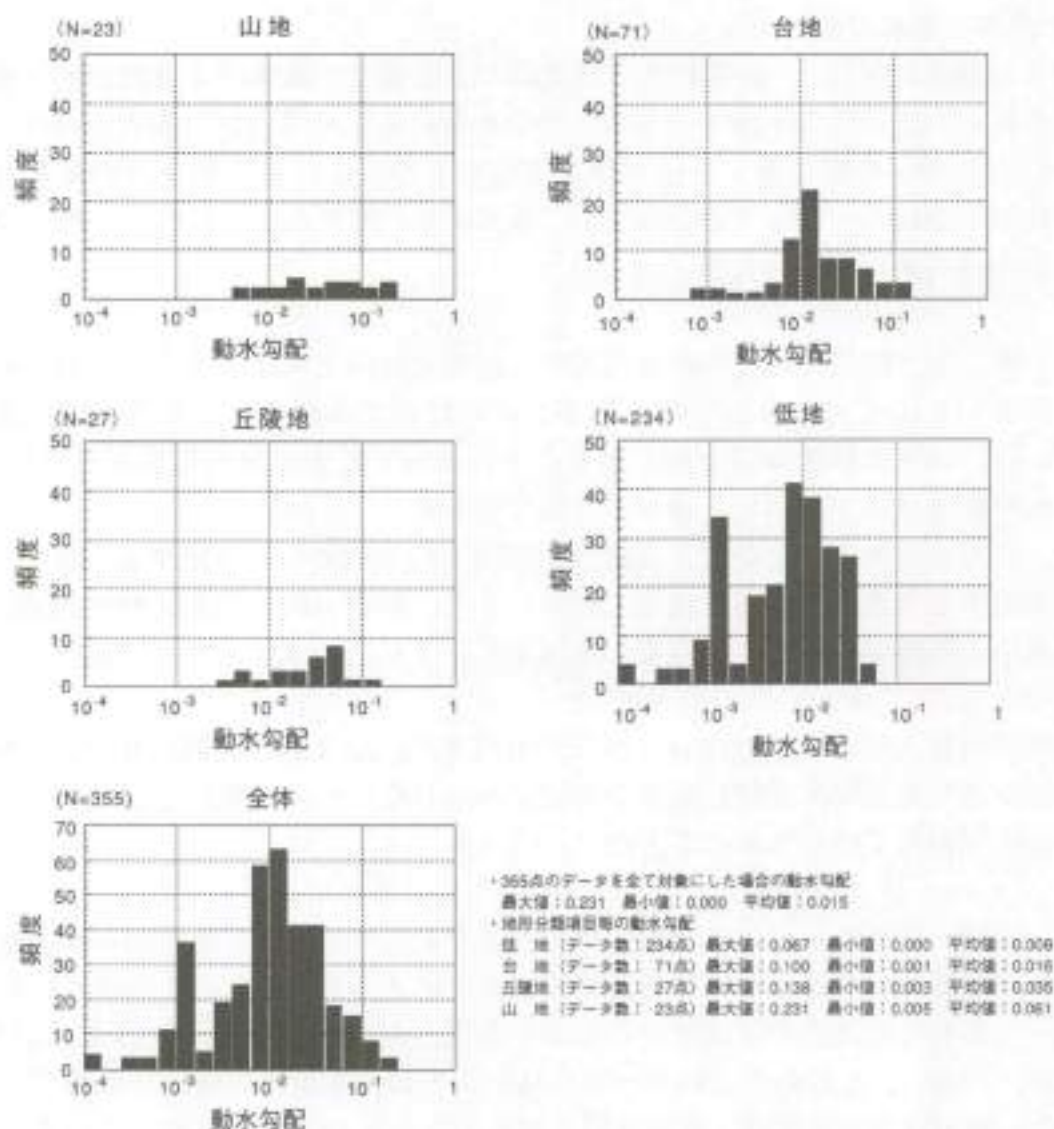 (N=23) 山地
50
40
30
20
10
0
頻度
10⁻⁴ 10⁻³ 10⁻² 10⁻¹ 1
動水勾配
(N=71) 台地
50
40
30
20
10
0
頻度
10⁻⁴ 10⁻³ 10⁻² 10⁻¹ 1
動水勾配
(N=27) 丘陵地
50
40
30
20
10
0
頻度
10⁻⁴ 10⁻³ 10⁻² 10⁻¹ 1
動水勾配
(N=234) 低地
50
40
30
20
10
0
頻度
10⁻⁴ 10⁻³ 10⁻² 10⁻¹ 1
動水勾配
(N=355) 全体
70
60
50
40
30
20
10
0
頻度
10⁻⁴ 10⁻³ 10⁻² 10⁻¹ 1
動水勾配
・355点のデータを全て対象にした場合の動水勾配
最大値:0.231 最小値:0.000 平均値:0.015
・地形分類項目毎の動水勾配
低 地(データ数:234点)最大値:0.067 最小値:0.000 平均値:
台 地(データ数: 71点)最大値:0.100 最小値:0.001 平均値:0.016
丘陵地(データ数: 27点)最大値:0.138 最小値:0.003 平均値:0.035
山 地(データ数: 23点)最大値:0.231 最小値:0.005 平均値:0.061